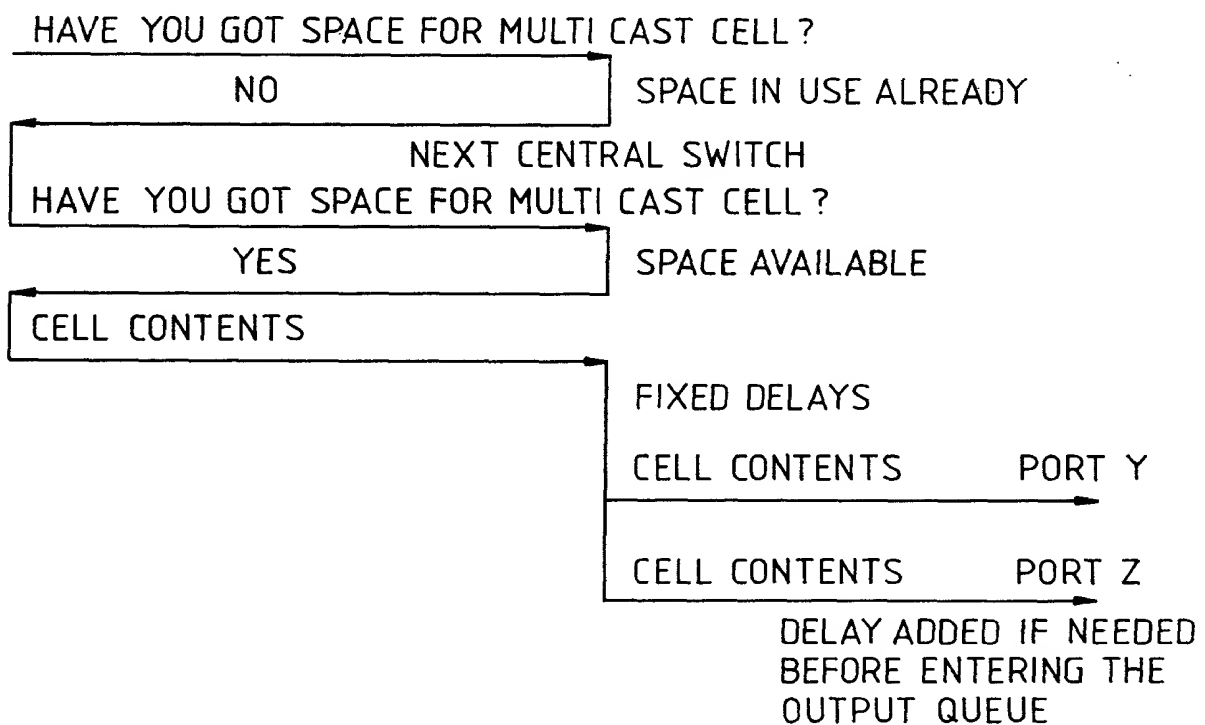 HAVE YOU GOT SPACE FOR MULTI CAST CELL?
NO SPACE IN USE ALREADY
NEXT CENTRAL SWITCH
HAVE YOU GOT SPACE FOR MULTI CAST CELL?
YES SPACE AVAILABLE
CELL CONTENTS
FIXED DELAYS
CELL CONTENTS PORT Y
CELL CONTENTS PORT Z
DELAY ADDED IF NEEDED
BEFORE ENTERING THE
OUTPUT QUEUE